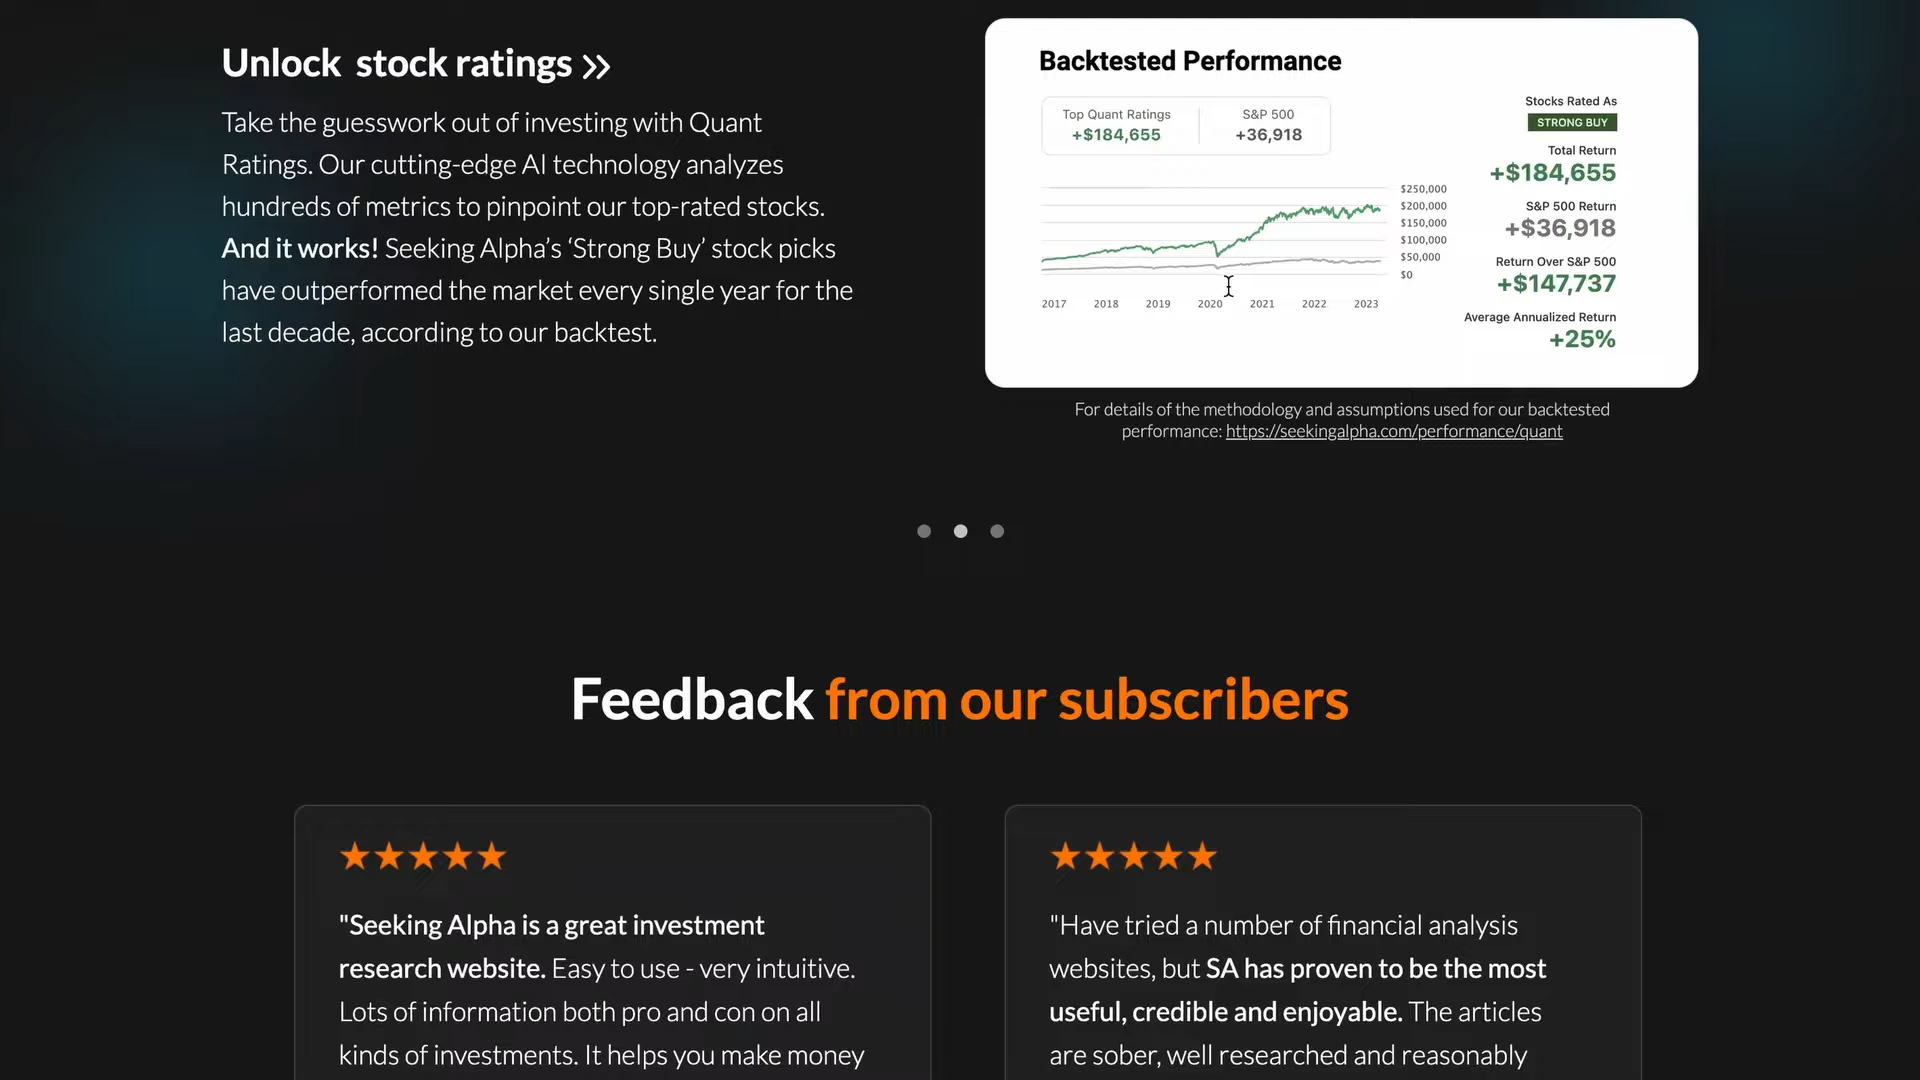 Unlock stock ratings >>
Take the guesswork out of investing with Quant
Ratings. Our cutting-edge AI technology analyzes
hundreds of metrics to pinpoint our top-rated stocks.
And it works! Seeking Alpha’s ‘Strong Buy’ stock picks
have outperformed the market every single year for the
last decade, according to our backtest.
Backtested Performance
Top Quant Ratings
+$184,655
S&P 500
+36,918
$250,000
$200,000
$150,000
$100,000
$50,000
$0
2017 2018 2019 2020 2021 2022 2023
Stocks Rated As
STRONG BUY
Total Return
+$184,655
S&P 500 Return
+$36,918
Return Over S&P 500
+$147,737
Average Annualized Return
+25%
For details of the methodology and assumptions used for our backtested
performance: https://seekingalpha.com/performance/quant
Feedback from our subscribers
"Seeking Alpha is a great investment
research website. Easy to use - very intuitive.
Lots of information both pro and con on all
kinds of investments. It helps you make money
"Have tried a number of financial analysis
websites, but SA has proven to be the most
useful, credible and enjoyable. The articles
are sober, well researched and reasonably